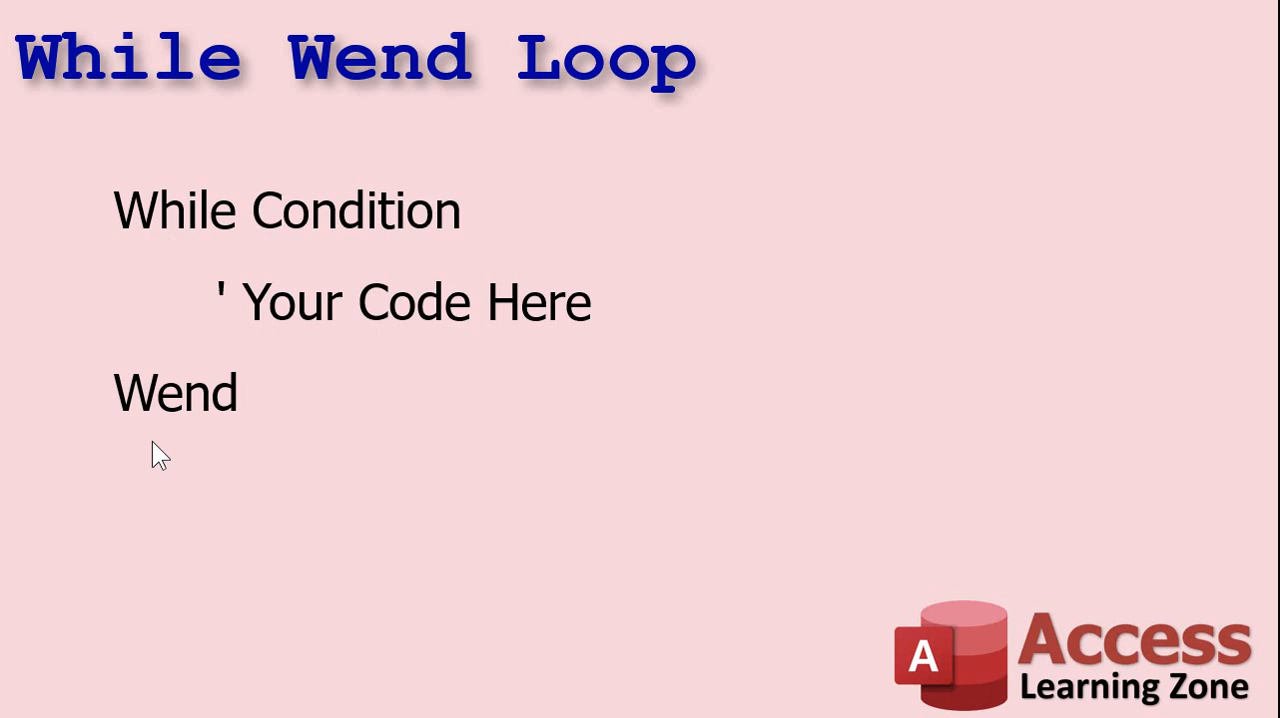 While Wend Loop
While Condition
' Your Code Here
Wend
A
Access
Learning Zone